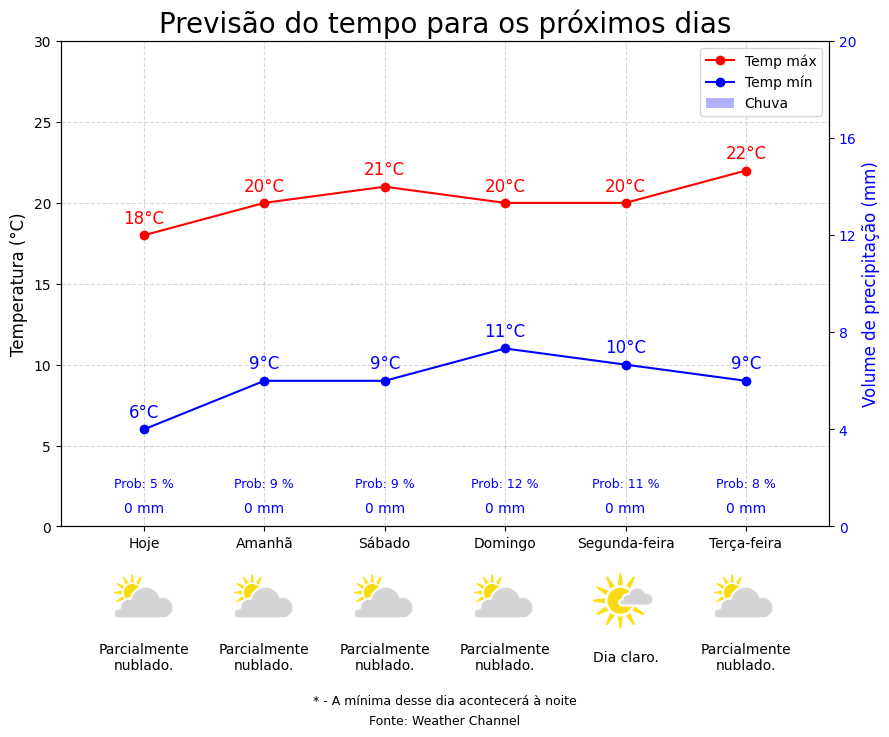 Previsão do tempo para os próximos dias
Temp máx
Temp mín
Chuva
Temperatura (°C)
Volume de precipitação (mm)
30
25
20
15
10
5
0
20
16
12
8
4
0
18°C
20°C
21°C
20°C
20°C
22°C
6°C
9°C
9°C
11°C
10°C
9°C
Prob: 5 %
Prob: 9 %
Prob: 9 %
Prob: 12 %
Prob: 11 %
Prob: 8 %
0 mm
0 mm
0 mm
0 mm
0 mm
0 mm
Hoje
Amanhã
Sábado
Domingo
Segunda-feira
Terça-feira
Parcialmente
nublado.
Parcialmente
nublado.
Parcialmente
nublado.
Parcialmente
nublado.
Dia claro.
Parcialmente
nublado.
* - A mínima desse dia acontecerá à noite
Fonte: Weather Channel